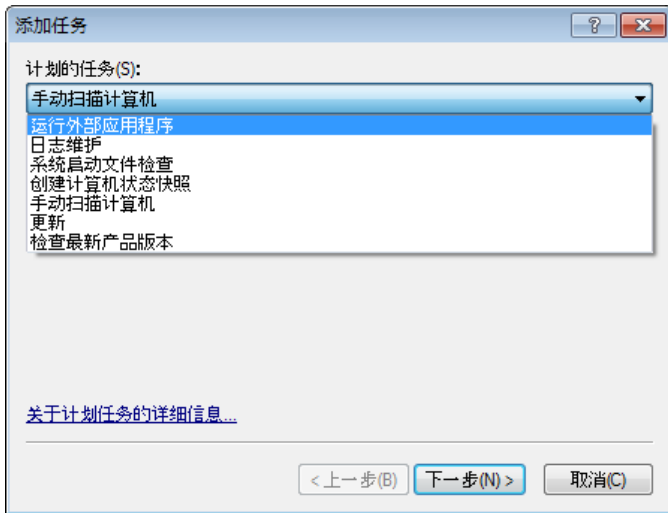 添加任务
计划的任务(S):
手动扫描计算机
运行外部应用程序
日志维护
系统启动文件检查
创建计算机状态快照
手动扫描计算机
更新
检查最新产品版本
关于计划任务的详细信息...
<上一步(B) 下一步(N) > 取消(C)